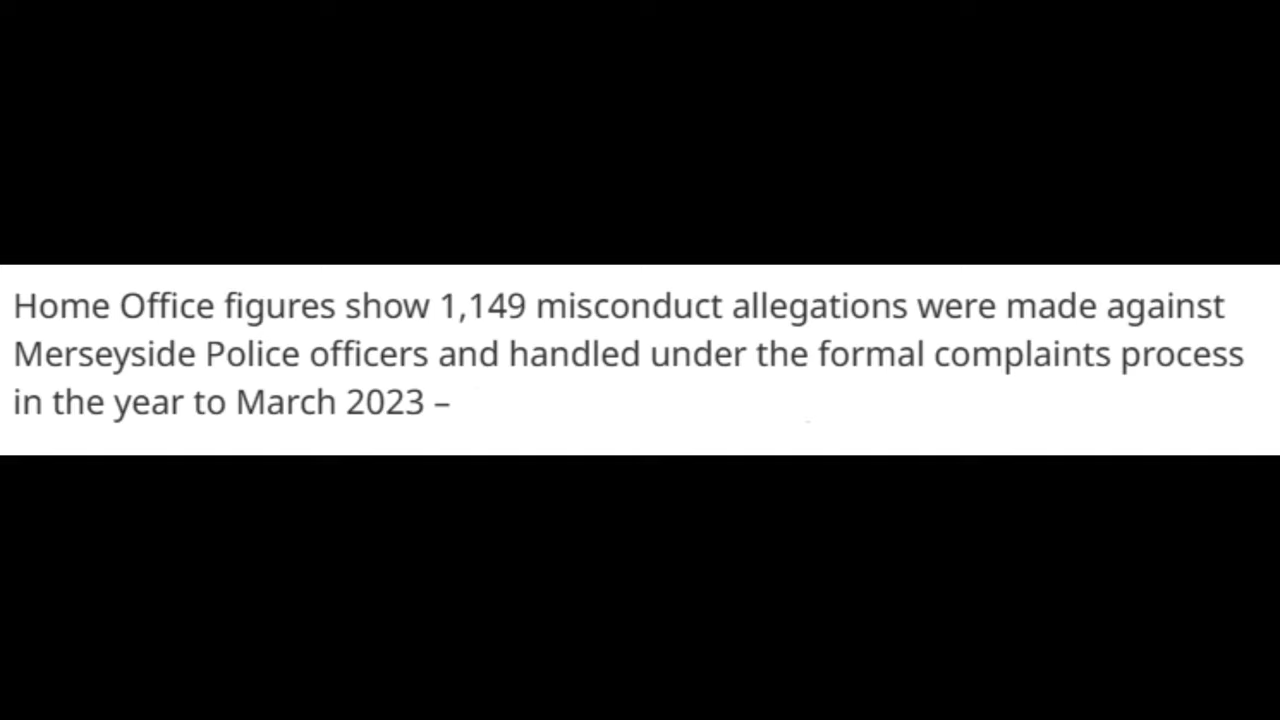 Home Office figures show 1,149 misconduct allegations were made against
Merseyside Police officers and handled under the formal complaints process
in the year to March 2023 –